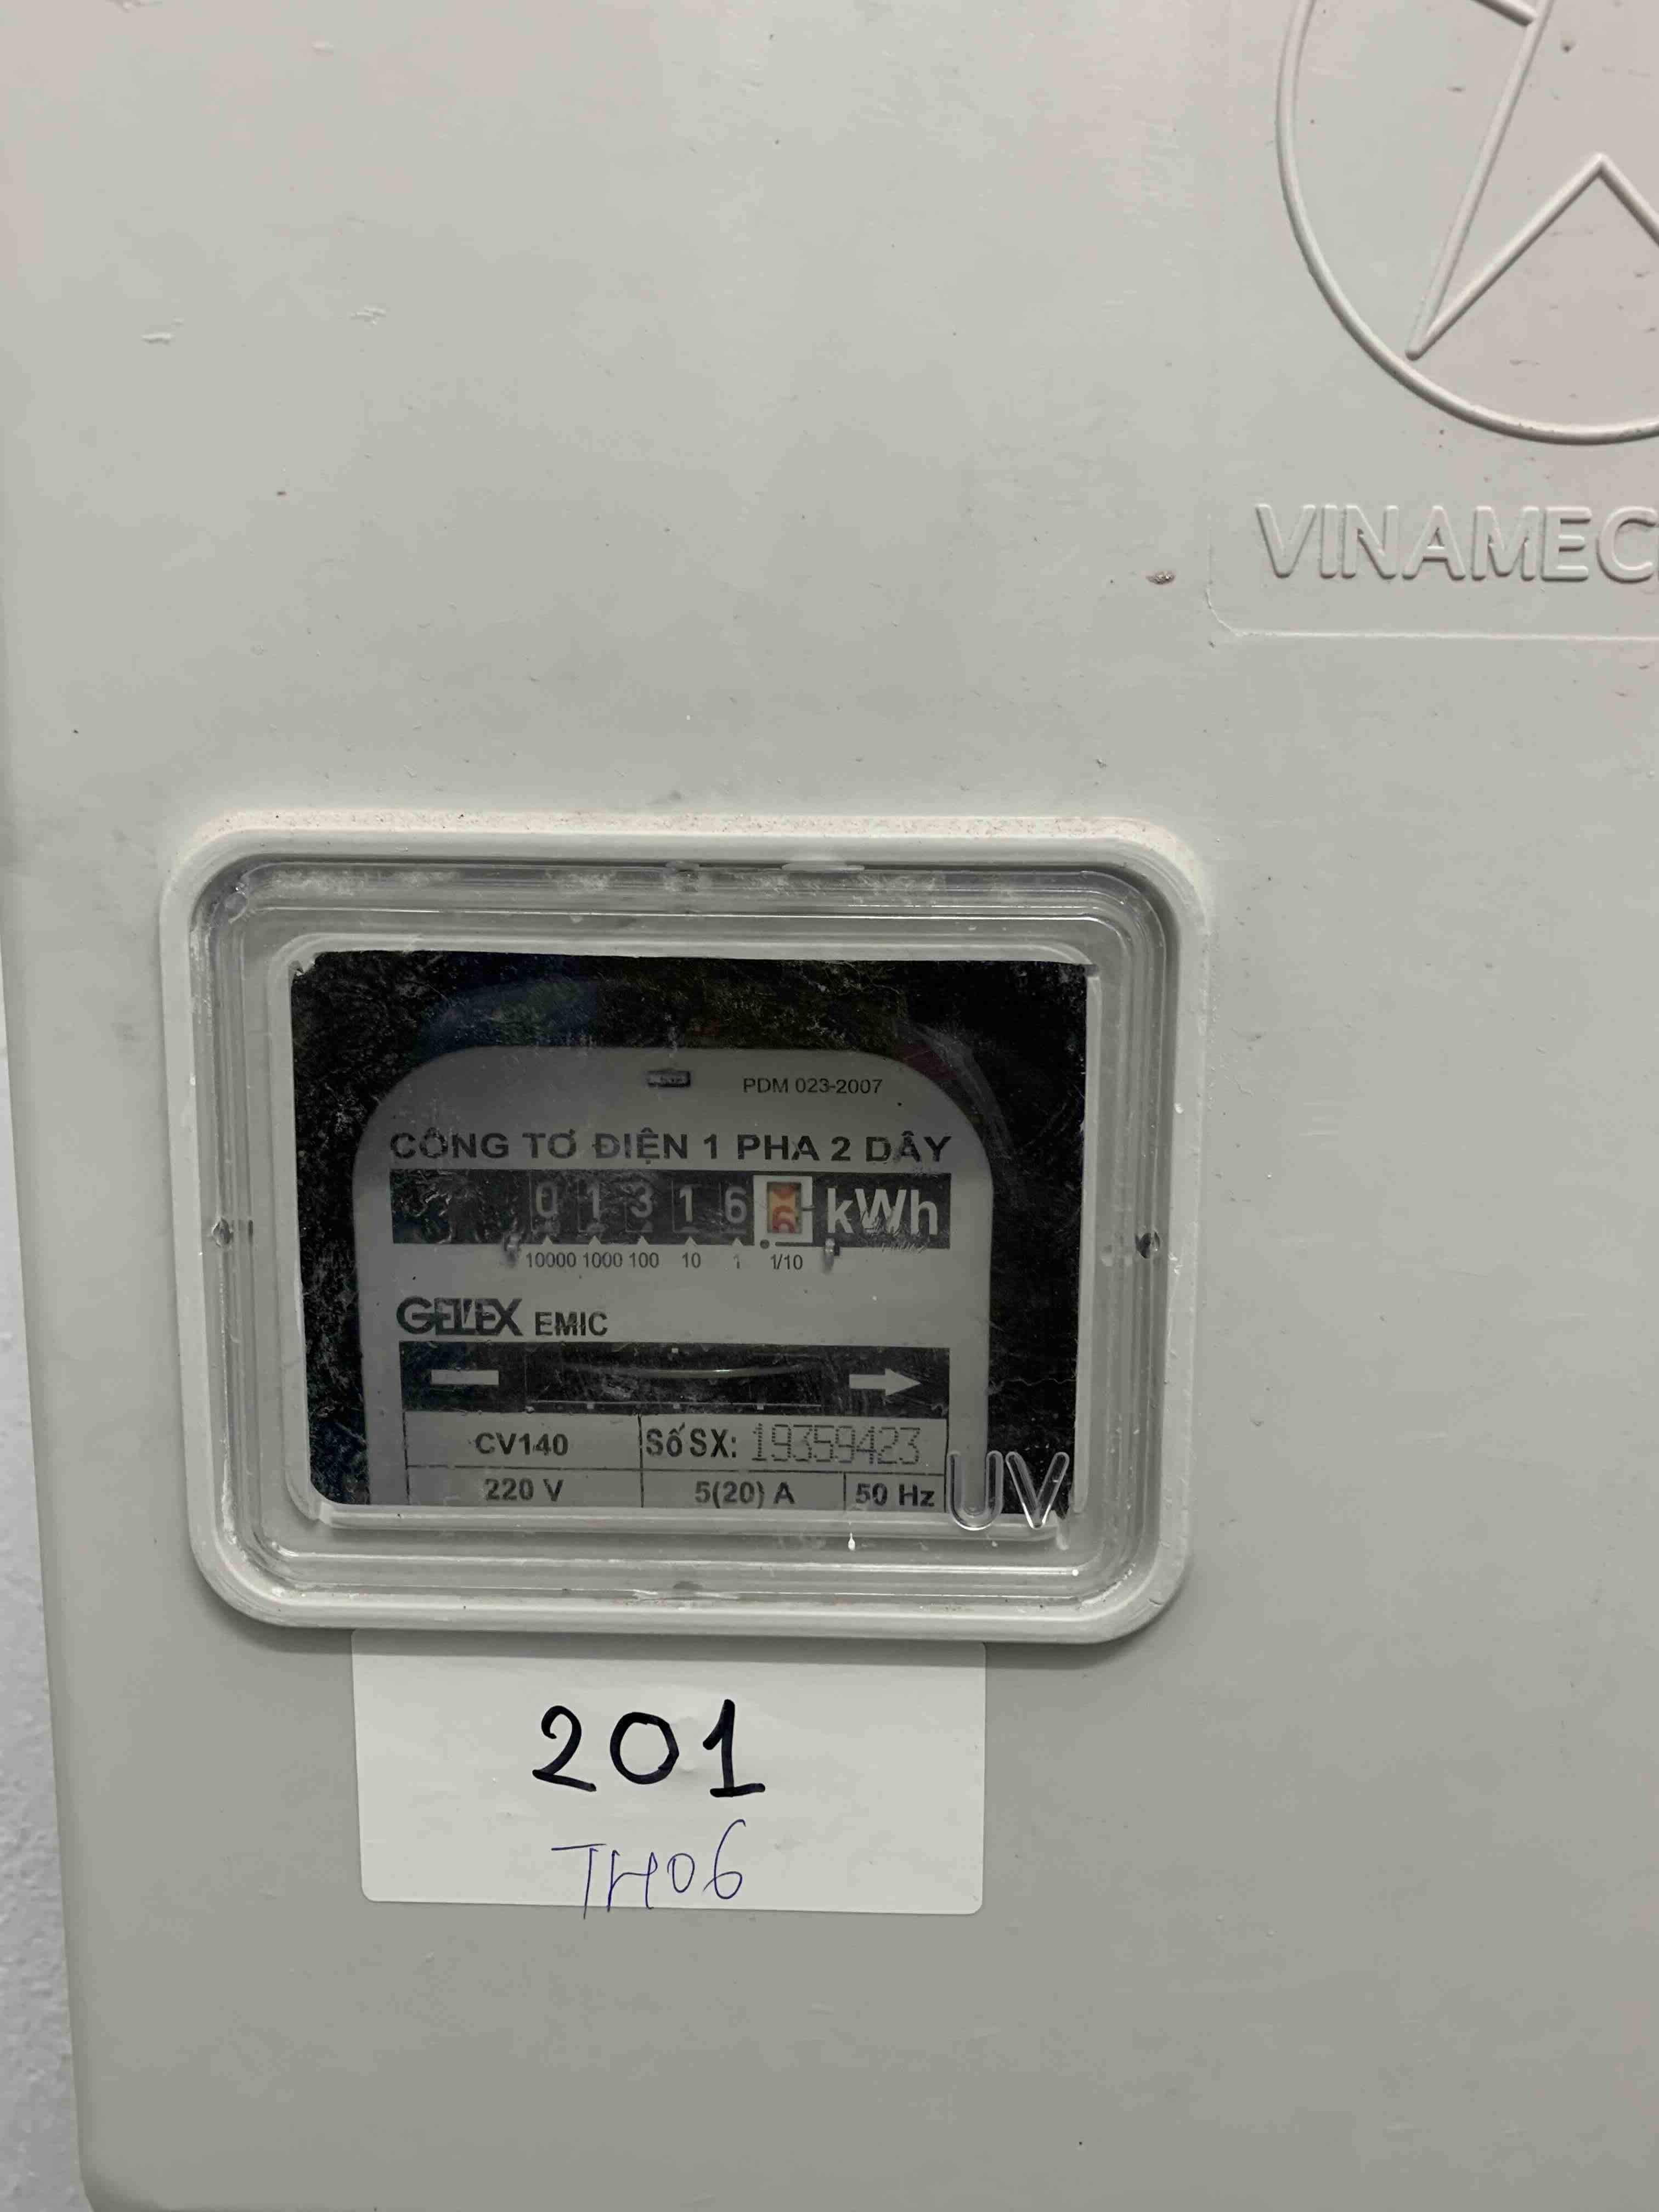 VINAMEC
PDM 023-2007
CÔNG TƠ ĐIỆN 1 PHA 2 DÂY
0 1 3 1 6 kWh
10000 1000 100 10 1 1/10
GELEX EMIC
CV140 Số SX: 19359423
220 V 5(20) A 50 Hz
UV
201
TH06